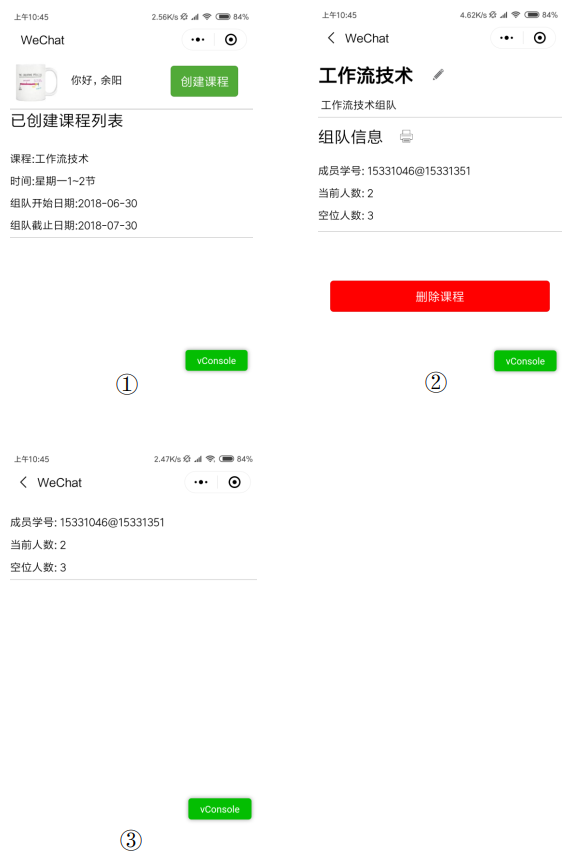 上午10:45 2.56K/s 84%
WeChat
你好, 余阳
创建课程
已创建课程列表
课程:工作流技术
时间:星期一1~2节
组队开始日期:2018-06-30
组队截止日期:2018-07-30
vConsole
①
上午10:45 4.62K/s 84%
WeChat
工作流技术
工作流技术组队
组队信息
成员学号: 15331046@15331351
当前人数: 2
空位人数: 3
删除课程
vConsole
②
上午10:45 2.47K/s 84%
WeChat
成员学号: 15331046@15331351
当前人数: 2
空位人数: 3
vConsole
③